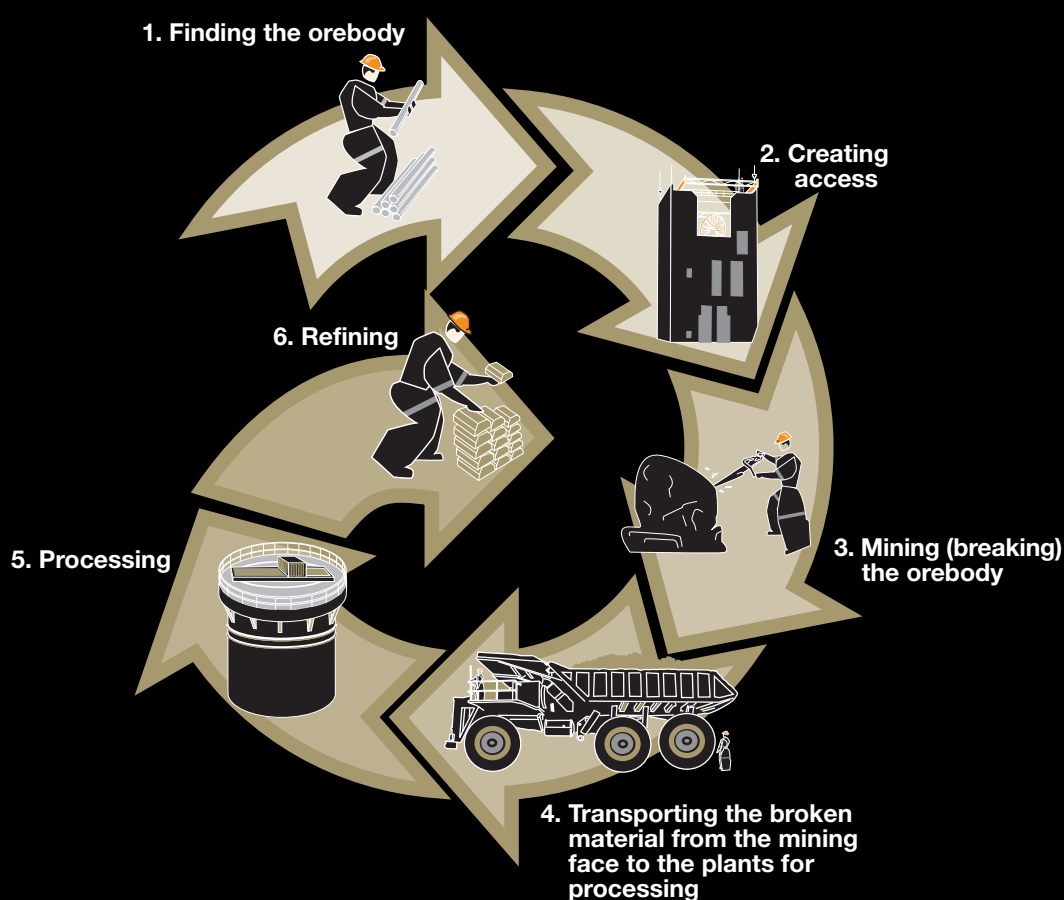 1. Finding the orebody
2. Creating
access
3. Mining (breaking)
the orebody
4. Transporting the broken
material from the mining
face to the plants for
processing
5. Processing
6. Refining